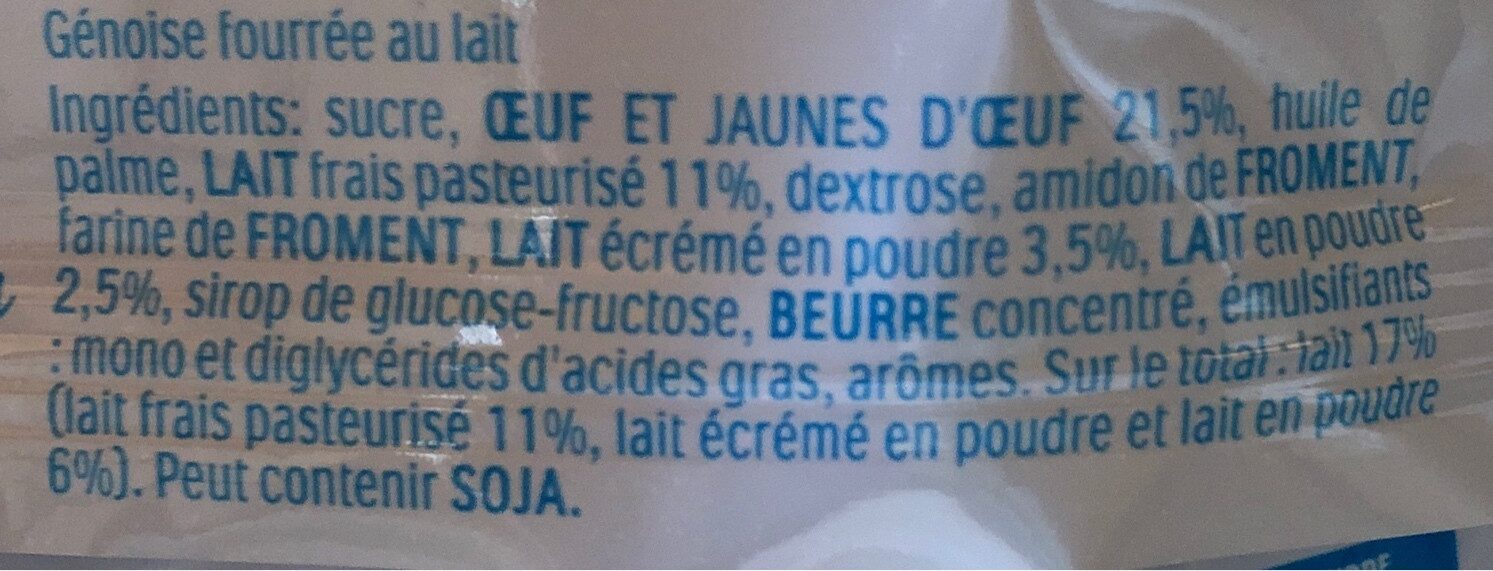 Génoise fourrée au lait
Ingrédients: sucre, ŒUF ET JAUNES D'ŒUF 21,5%, huile de
palme, LAIT frais pasteurisé 11%, dextrose, amidon de FROMENT,
farine de FROMENT, LAIT écrémé en poudre 3,5%, LAIT en poudre
2,5%, sirop de glucose-fructose, BEURRE concentré, émulsifiants
: mono et diglycérides d'acides gras, arômes. Sur le total : lait 17%
(lait frais pasteurisé 11%, lait écrémé en poudre et lait en poudre
6%). Peut contenir SOJA.